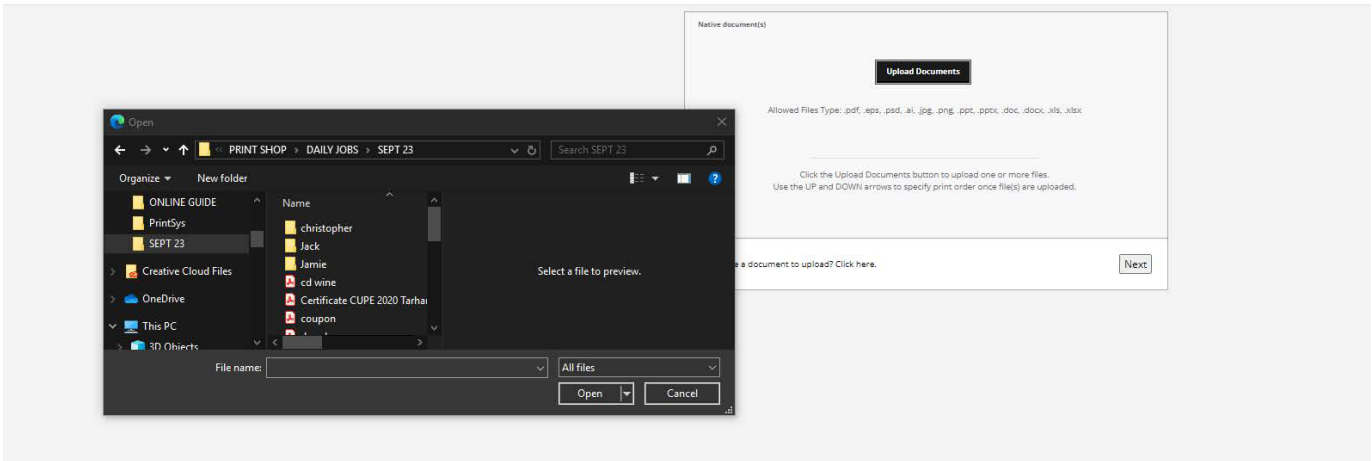 Native document(s)
Upload Documents
Allowed Files Type: .pdf, .eps, .psd, .ai, .jpg, .png, .ppt, .pptx, .doc, .docx, .xls, .xlsx
Click the Upload Documents button to upload one or more files.
Use the UP and DOWN arrows to specify print order once file(s) are uploaded.
e a document to upload? Click here.
Next
Open
« PRINT SHOP > DAILY JOBS > SEPT 23
Search SEPT 23
Organize
New folder
ONLINE GUIDE
PrintSys
SEPT 23
Creative Cloud Files
OneDrive
This PC
3D Objects
Name
christopher
Jack
Jamie
cd wine
Certificate CUPE 2020 Tarhar
coupon
Select a file to preview.
File name:
All files
Open
Cancel